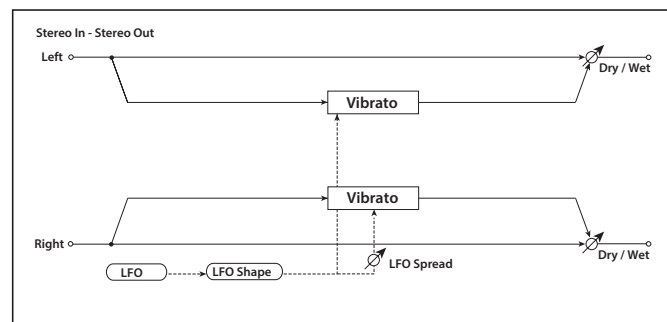 Stereo In - Stereo Out
Left
Dry / Wet
Vibrato
Vibrato
Right
LFO
LFO Shape
LFO Spread
Dry / Wet